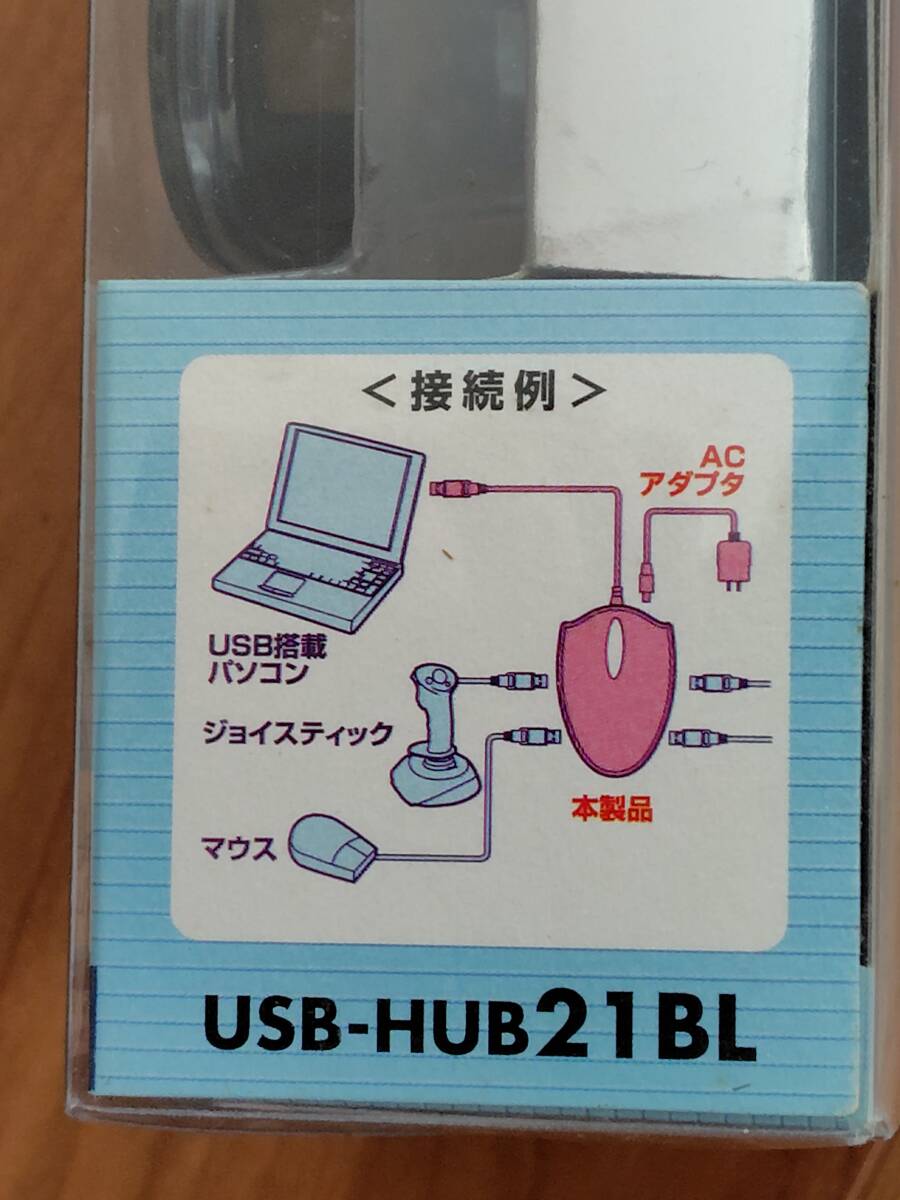 ＜接続例＞
AC
アダプタ
USB搭載
パソコン
ジョイスティック
本製品
マウス
USB-HUB21BL